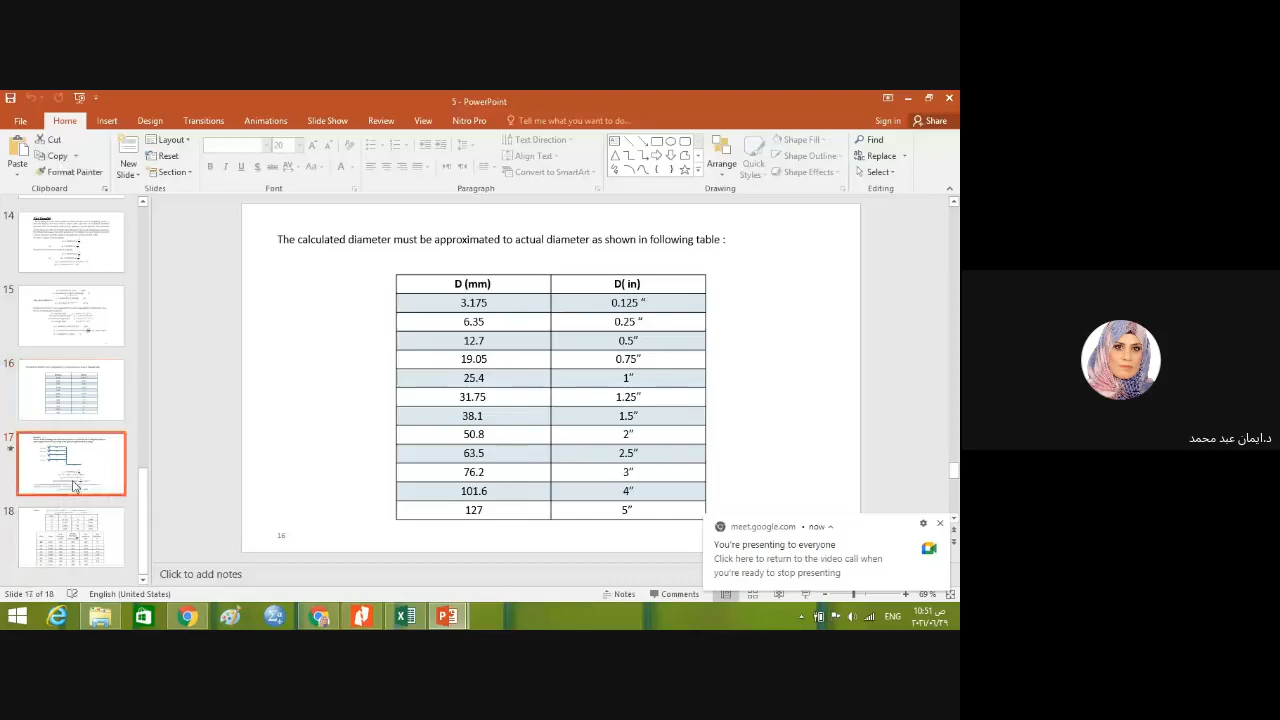 5 - PowerPoint
File Home Insert Design Transitions Animations Slide Show Review View Nitro Pro Tell me what you want to do... Sign in Share
Paste
Cut
Copy
Format Painter
Clipboard
New Slide
Layout
Reset
Section
Slides
20
Font
Text Direction
Align Text
Convert to SmartArt
Paragraph
Arrange
Quick Styles
Shape Fill
Shape Outline
Shape Effects
Drawing
Find
Replace
Select
Editing
14
15
16
17
18
The calculated diameter must be approximated to actual diameter as shown in following table :
D (mm) D( in)
3.175 0.125 “
6.35 0.25 “
12.7 0.5”
19.05 0.75”
25.4 1”
31.75 1.25”
38.1 1.5”
50.8 2”
63.5 2.5”
76.2 3”
101.6 4”
127 5”
16
meet.google.com • now
You're presenting to everyone
Click here to return to the video call when
you're ready to stop presenting
Click to add notes
Slide 17 of 18 English (United States) Notes Comments 69 %
ENG
10:51 ص
٢٠٢١/٠٦/٢٩
د.ايمان عبد محمد